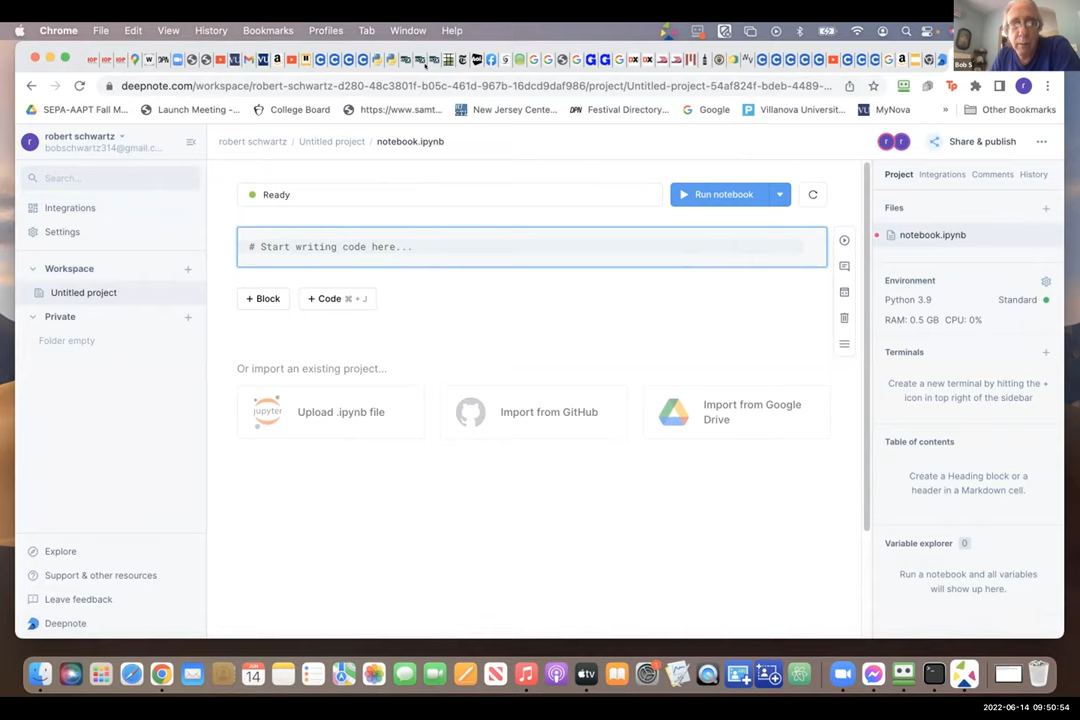 Chrome File Edit View History Bookmarks Profiles Tab Window Help
Bob S
deepnote.com/workspace/robert-schwartz-d280-48c3801f-b05c-461d-967b-16dcd9daf986/project/Untitled-project-54af824f-bdeb-4489-...
SEPA-AAPT Fall M... Launch Meeting -... College Board https://www.samt... New Jersey Cente... Festival Directory... Google Villanova Universit... MyNova » Other Bookmarks
robert schwartz
bobschwartz314@gmail.c...
robert schwartz / Untitled project / notebook.ipynb
r r Share & publish
Search...
Integrations
Settings
Workspace
Untitled project
Private
Folder empty
Explore
Support & other resources
Leave feedback
Deepnote
Ready
Run notebook
# Start writing code here...
+ Block
+ Code ⌘ + J
Or import an existing project...
jupyter
Upload .ipynb file
Import from GitHub
Import from Google
Drive
Project Integrations Comments History
Files
notebook.ipynb
Environment
Python 3.9 Standard
RAM: 0.5 GB CPU: 0%
Terminals
Create a new terminal by hitting the +
icon in top right of the sidebar
Table of contents
Create a Heading block or a
header in a Markdown cell.
Variable explorer 0
Run a notebook and all variables
will show up here.
JUN
14
tv
2022-06-14 09:50:54